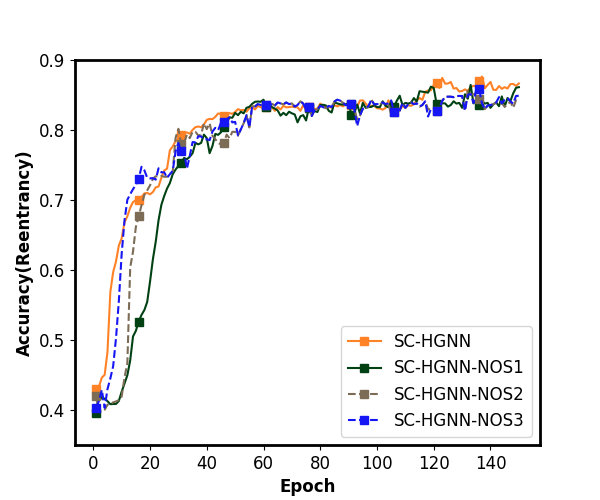 0.9
0.8
0.7
0.6
0.5
0.4
Accuracy(Reentrancy)
SC-HGNN
SC-HGNN-NOS1
SC-HGNN-NOS2
SC-HGNN-NOS3
0 20 40 60 80 100 120 140
Epoch